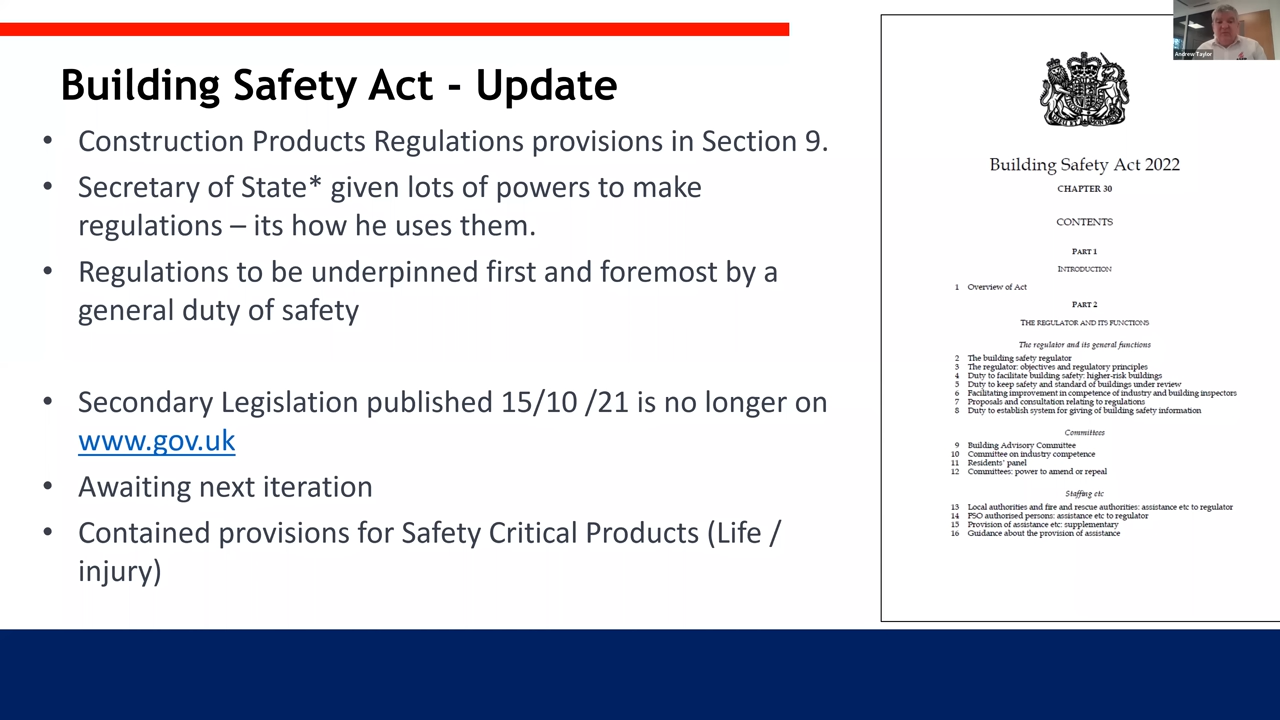 Building Safety Act - Update
• Construction Products Regulations provisions in Section 9.
• Secretary of State* given lots of powers to make
regulations – its how he uses them.
• Regulations to be underpinned first and foremost by a
general duty of safety
• Secondary Legislation published 15/10 /21 is no longer on
www.gov.uk
• Awaiting next iteration
• Contained provisions for Safety Critical Products (Life /
injury)
Building Safety Act 2022
CHAPTER 30
CONTENTS
PART 1
INTRODUCTION
1 Overview of Act
PART 2
THE REGULATOR AND ITS FUNCTIONS
The regulator and its general functions
2 The building safety regulator
3 The regulator: objectives and regulatory principles
4 Duty to facilitate building safety: higher-risk buildings
5 Duty to keep safety and standard of buildings under review
6 Facilitating improvement in competence of industry and building inspectors
7 Proposals and consultation relating to regulations
8 Duty to establish system for giving of building safety information
Committees
9 Building Advisory Committee
10 Committee on industry competence
11 Residents' panel
12 Committees: power to amend or repeal
Staffing etc
13 Local authorities and fire and rescue authorities: assistance etc to regulator
14 PSO authorised persons: assistance etc to regulator
15 Provision of assistance etc: supplementary
16 Guidance about the provision of assistance
Andrew Taylor